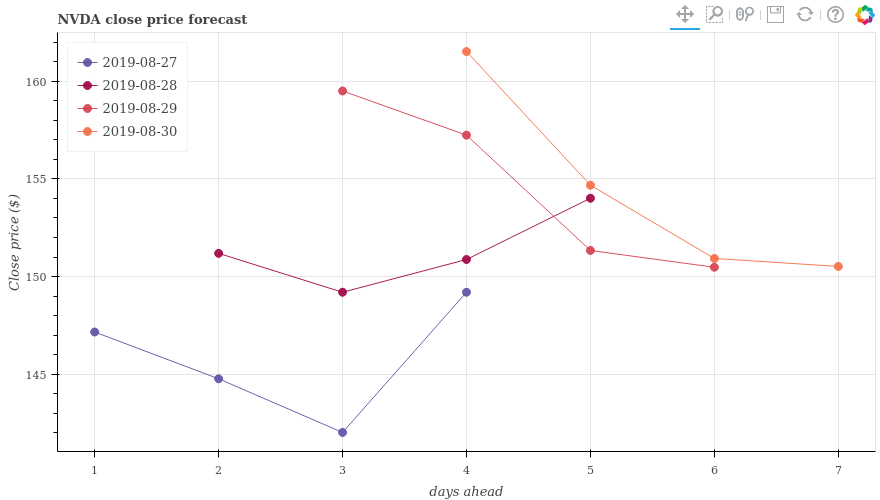 NVDA close price forecast
2019-08-27
2019-08-28
2019-08-29
2019-08-30
Close price ($)
160
155
150
145
1 2 3 4 5 6 7
days ahead